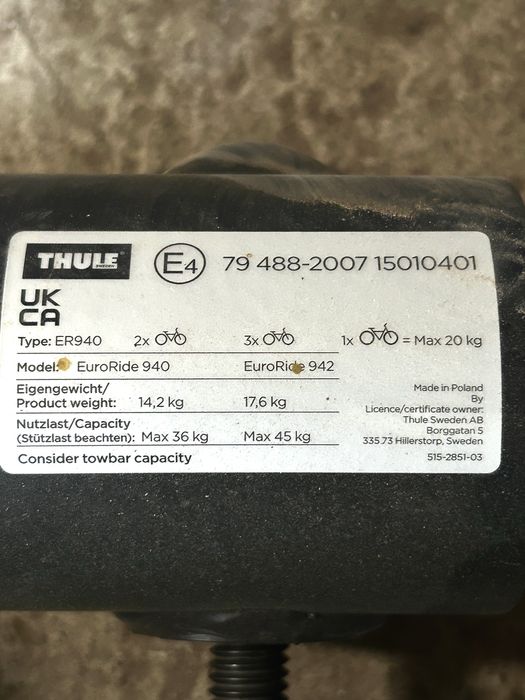 THULE
SWEDEN
E4 79 488-2007 15010401
UK
CA
Type: ER940 2x 3x 1x = Max 20 kg
Model: EuroRide 940 EuroRide 942
Eigengewicht/
Product weight: 14,2 kg 17,6 kg
Nutzlast/Capacity
(Stützlast beachten): Max 36 kg Max 45 kg
Consider towbar capacity
Made in Poland
By
Licence/certificate owner:
Thule Sweden AB
Borggatan 5
335 73 Hillerstorp, Sweden
515-2851-03